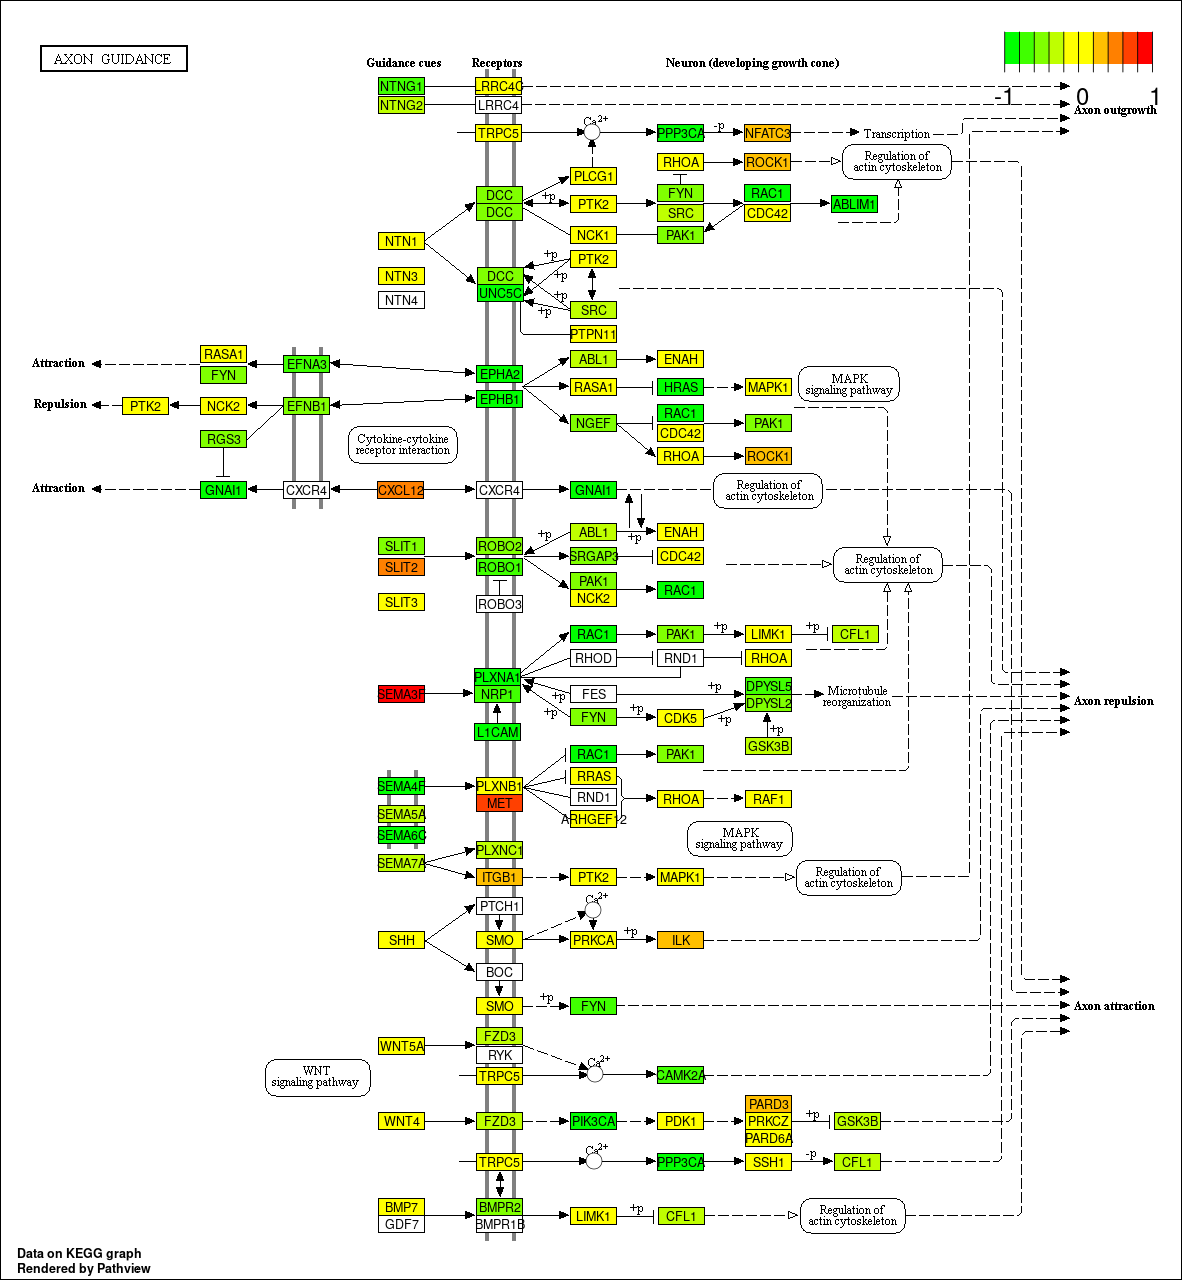 AXON GUIDANCE
-1 0 1
Guidance cues Receptors Neuron (developing growth cone)
NTNG1 LRRC4C
NTNG2 LRRC4 Axon outgrowth
TRPC5 Ca2+ PPP3CA -p NFATC3 Transcription
RHOA ROCK1 Regulation of
actin cytoskeleton
PLCG1
DCC +p PTK2 FYN RAC1 ABLIM1
DCC SRC CDC42
NCK1 PAK1
NTN1
PTK2
+p
NTN3 DCC +p
NTN4 UNC5C +p
+p SRC
PTPN11
RASA1
Attraction FYN EFNA3 EPHA2 ABL1 ENAH
RASA1 HRAS MAPK1 MAPK
signaling pathway
Repulsion PTK2 NCK2 EFNB1 EPHB1
RGS3 NGEF RAC1 PAK1
CDC42
Cytokine-cytokine
receptor interaction
RHOA ROCK1
Attraction GNAI1 CXCR4 CXCL12 CXCR4 GNAI1 Regulation of
actin cytoskeleton
+p ABL1 +p ENAH
SLIT1 ROBO2 SRGAP3 CDC42
SLIT2 ROBO1 Regulation of
actin cytoskeleton
PAK1 RAC1
NCK2
SLIT3 ROBO3
RAC1 PAK1 +p LIMK1 +p CFL1
RHOD RND1 RHOA
PLXNA1
SEMA3F NRP1 +p FES +p DPYSL5 Microtubule
reorganization
DPYSL2 Axon repulsion
+p FYN +p CDK5 +p
L1CAM +p
GSK3B
RAC1 PAK1
SEMA4F PLXNB1 RRAS
MET RND1 RHOA RAF1
SEMA5A ARHGEF12
SEMA6C MAPK
signaling pathway
PLXNC1
SEMA7A
ITGB1 PTK2 MAPK1 Regulation of
actin cytoskeleton
PTCH1 Ca2+
SHH SMO PRKCA +p ILK
BOC
SMO +p FYN Axon attraction
FZD3
WNT5A RYK Ca2+
WNT
signaling pathway
TRPC5 CAMK2A
PARD3
WNT4 FZD3 PIK3CA PDK1 PRKCZ +p GSK3B
PARD6A
TRPC5 Ca2+ PPP3CA SSH1 -p CFL1
BMP7 BMPR2 LIMK1 +p CFL1 Regulation of
actin cytoskeleton
GDF7 BMPR1B
Data on KEGG graph
Rendered by Pathview